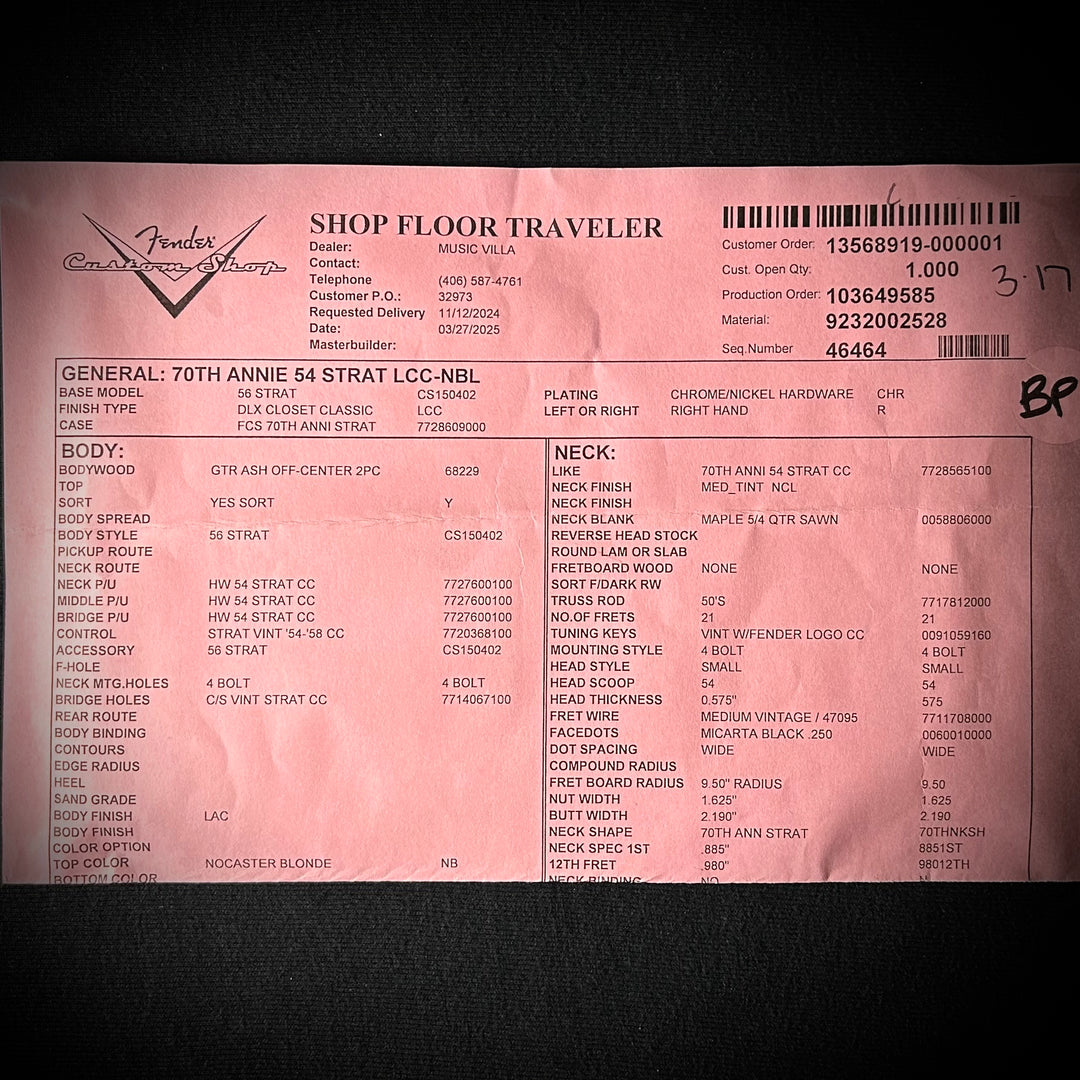 Fender
Custom Shop
SHOP FLOOR TRAVELER
Dealer: MUSIC VILLA
Contact:
Telephone (406) 587-4761
Customer P.O.: 32973
Requested Delivery 11/12/2024
Date: 03/27/2025
Masterbuilder:
Customer Order: 13568919-000001
Cust. Open Qty: 1.000
3.17
Production Order: 103649585
Material: 9232002528
Seq.Number 46464
BP
GENERAL: 70TH ANNIE 54 STRAT LCC-NBL
BASE MODEL 56 STRAT CS150402 PLATING CHROME/NICKEL HARDWARE CHR
FINISH TYPE DLX CLOSET CLASSIC LCC LEFT OR RIGHT RIGHT HAND R
CASE FCS 70TH ANNI STRAT 7728609000
BODY:
BODYWOOD GTR ASH OFF-CENTER 2PC 68229
TOP
SORT YES SORT Y
BODY SPREAD
BODY STYLE 56 STRAT CS150402
PICKUP ROUTE
NECK ROUTE
NECK P/U HW 54 STRAT CC 7727600100
MIDDLE P/U HW 54 STRAT CC 7727600100
BRIDGE P/U HW 54 STRAT CC 7727600100
CONTROL STRAT VINT '54-'58 CC 7720368100
ACCESSORY 56 STRAT CS150402
F-HOLE
NECK MTG.HOLES 4 BOLT 4 BOLT
BRIDGE HOLES C/S VINT STRAT CC 7714067100
REAR ROUTE
BODY BINDING
CONTOURS
EDGE RADIUS
HEEL
SAND GRADE
BODY FINISH LAC
BODY FINISH
COLOR OPTION
TOP COLOR NOCASTER BLONDE NB
BOTTOM COLOR
NECK:
LIKE 70TH ANNI 54 STRAT CC 7728565100
NECK FINISH MED_TINT NCL
NECK FINISH
NECK BLANK MAPLE 5/4 QTR SAWN 0058806000
REVERSE HEAD STOCK
ROUND LAM OR SLAB
FRETBOARD WOOD NONE NONE
SORT F/DARK RW
TRUSS ROD 50'S 7717812000
NO.OF FRETS 21 21
TUNING KEYS VINT W/FENDER LOGO CC 0091059160
MOUNTING STYLE 4 BOLT 4 BOLT
HEAD STYLE SMALL SMALL
HEAD SCOOP 54 54
HEAD THICKNESS 0.575" 575
FRET WIRE MEDIUM VINTAGE / 47095 7711708000
FACEDOTS MICARTA BLACK .250 0060010000
DOT SPACING WIDE WIDE
COMPOUND RADIUS
FRET BOARD RADIUS 9.50" RADIUS 9.50
NUT WIDTH 1.625" 1.625
BUTT WIDTH 2.190" 2.190
NECK SHAPE 70TH ANN STRAT 70THNKSH
NECK SPEC 1ST .885" 8851ST
12TH FRET .980" 98012TH
NECK BINDING NO